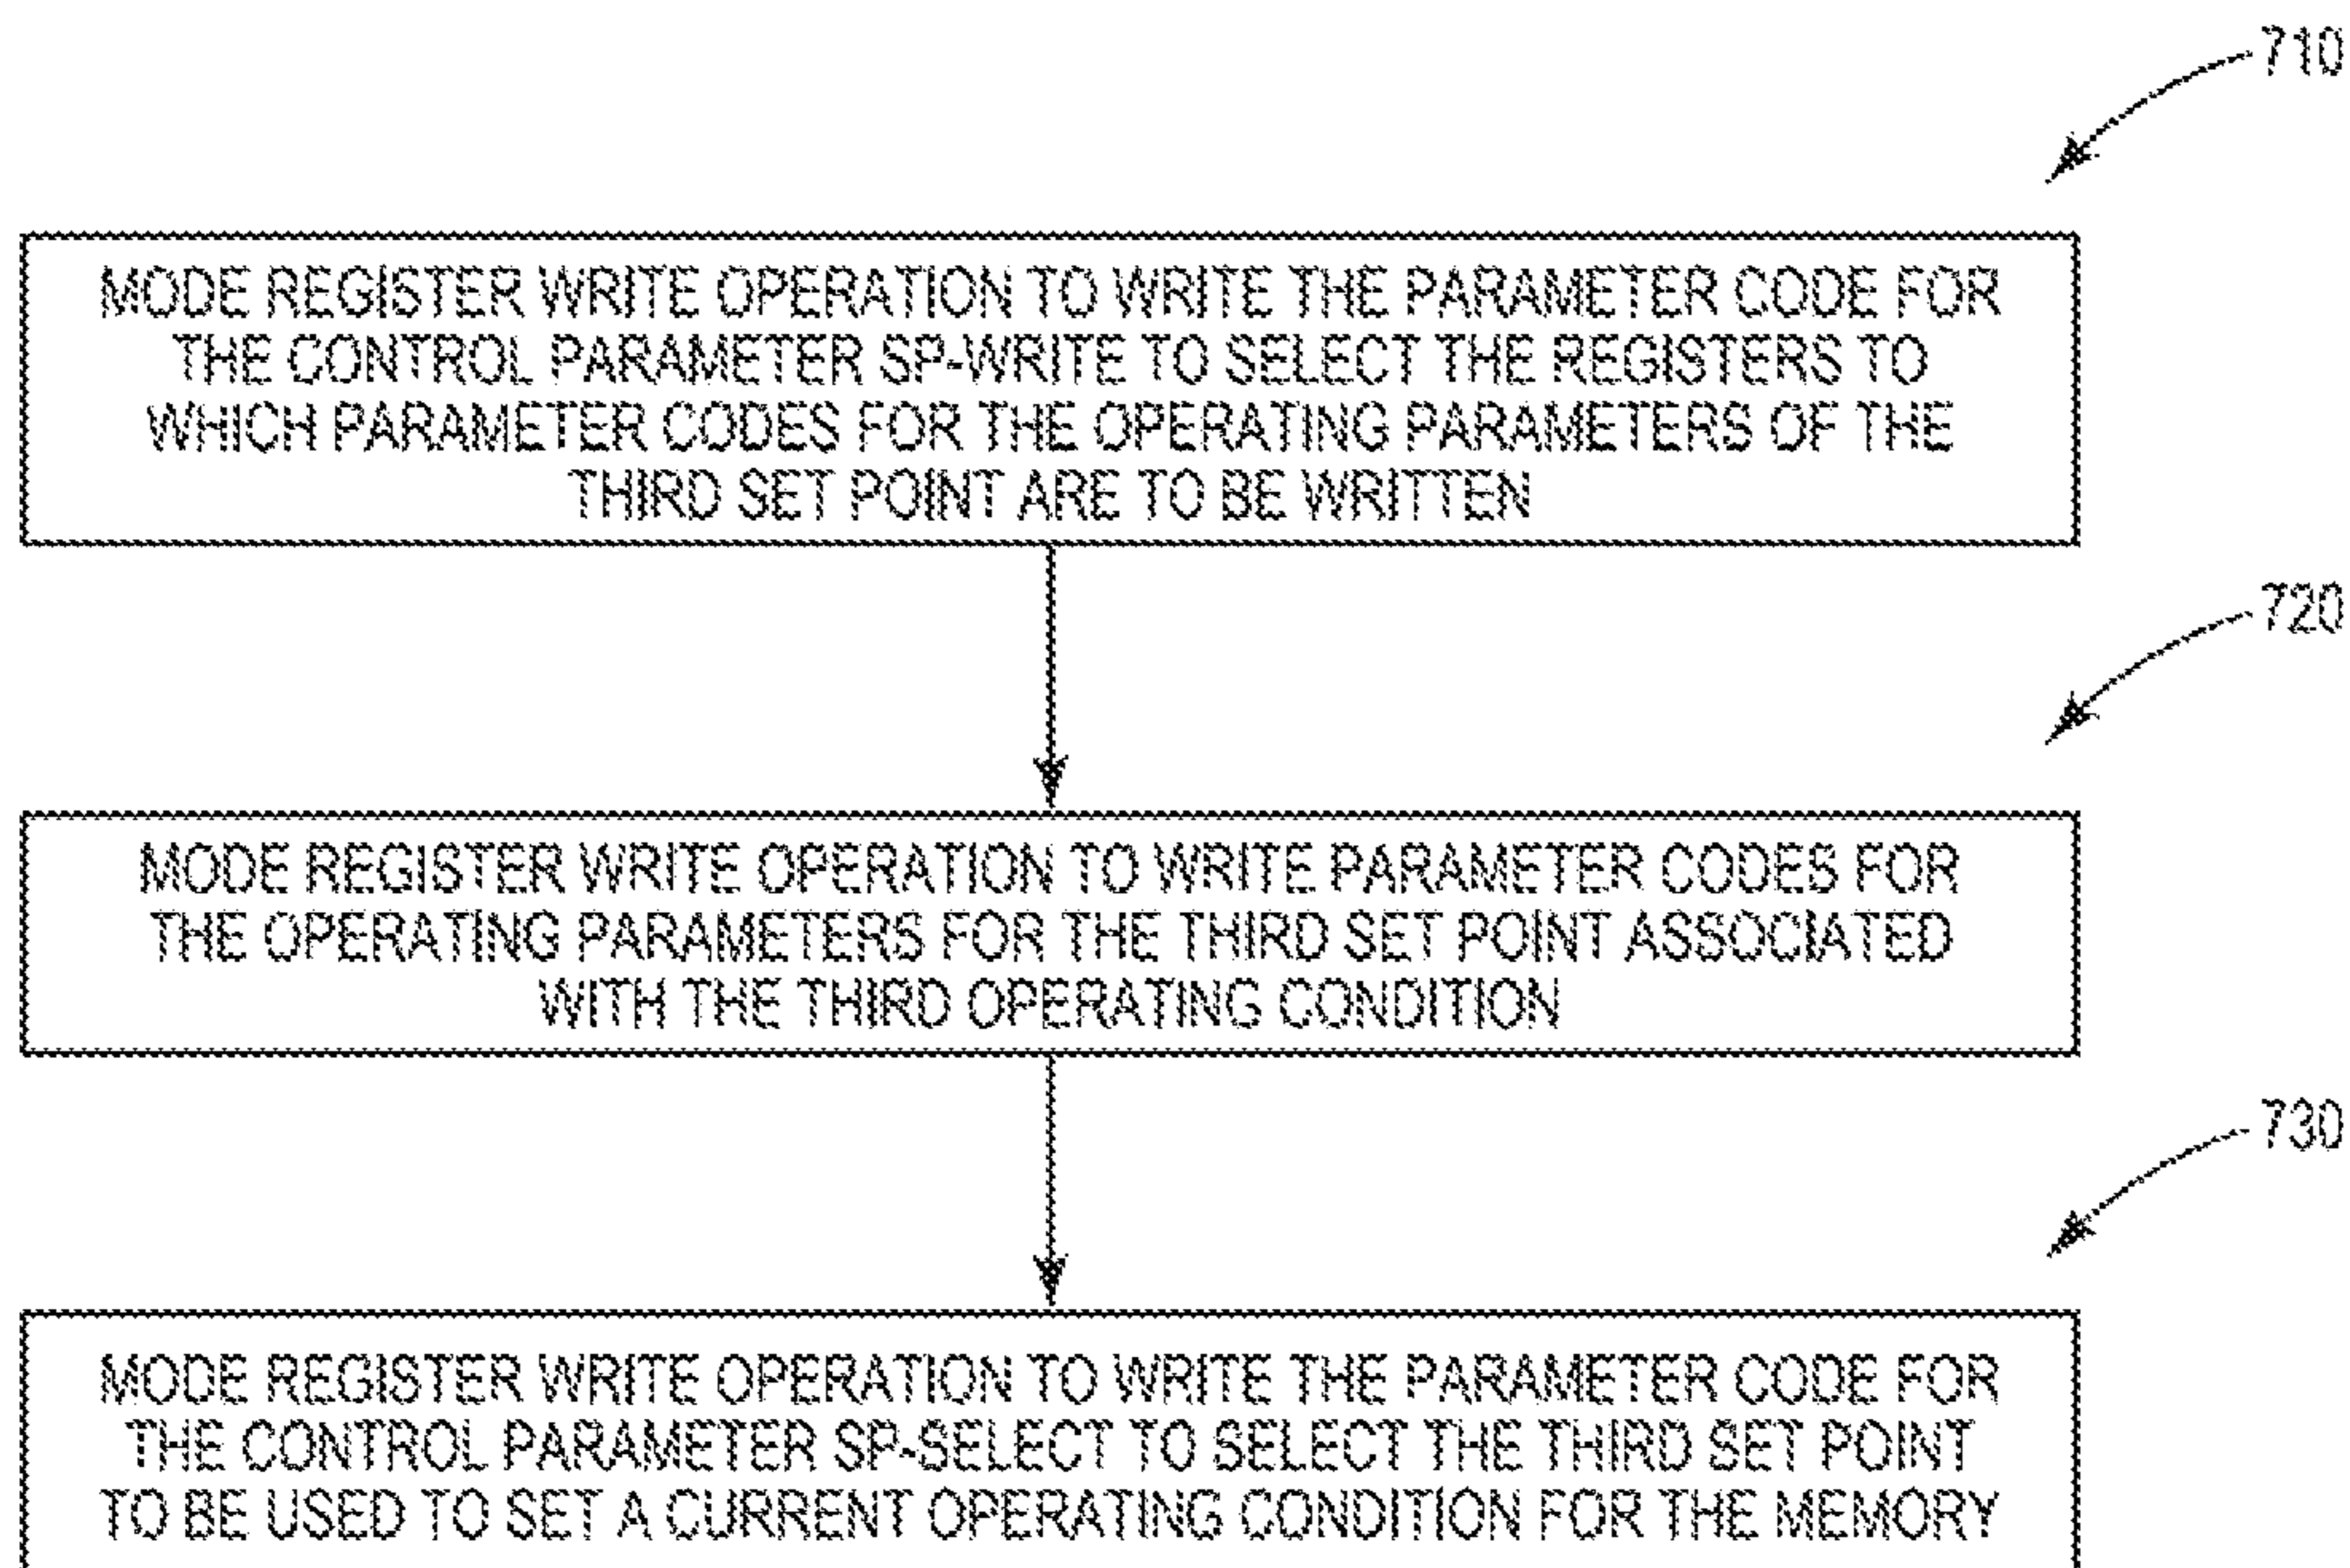 710
MODE REGISTER WRITE OPERATION TO WRITE THE PARAMETER CODE FOR
THE CONTROL PARAMETER SP-WRITE TO SELECT THE REGISTERS TO
WHICH PARAMETER CODES FOR THE OPERATING PARAMETERS OF THE
THIRD SET POINT ARE TO BE WRITTEN
720
MODE REGISTER WRITE OPERATION TO WRITE PARAMETER CODES FOR
THE OPERATING PARAMETERS FOR THE THIRD SET POINT ASSOCIATED
WITH THE THIRD OPERATING CONDITION
730
MODE REGISTER WRITE OPERATION TO WRITE THE PARAMETER CODE FOR
THE CONTROL PARAMETER SP-SELECT TO SELECT THE THIRD SET POINT
TO BE USED TO SET A CURRENT OPERATING CONDITION FOR THE MEMORY